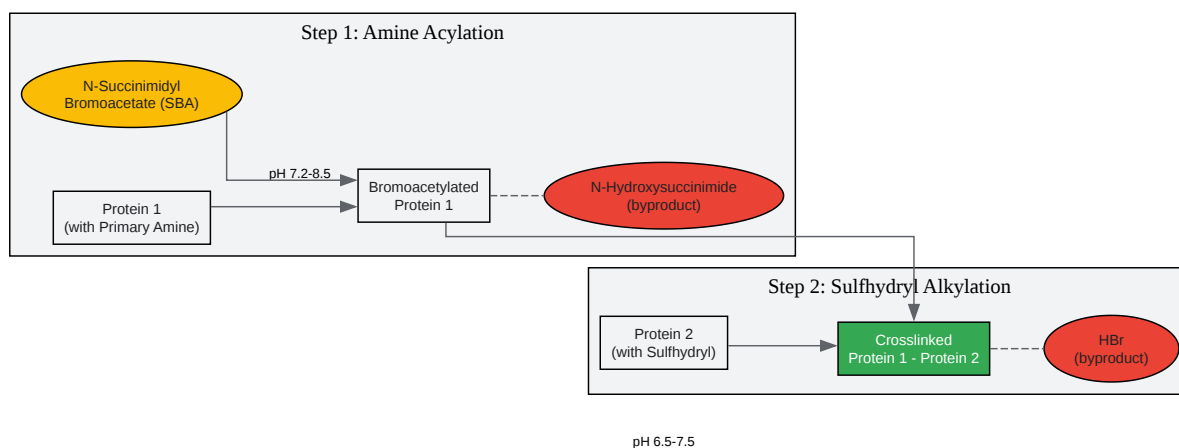 Step 1: Amine Acylation
N-Succinimidyl
Bromoacetate (SBA)
pH 7.2-8.5
Bromoacetylated
Protein 1
N-Hydroxysuccinimide
(byproduct)
Protein 1
(with Primary Amine)
Step 2: Sulfhydryl Alkylation
Protein 2
(with Sulfhydryl)
Crosslinked
Protein 1 - Protein 2
HBr
(byproduct)
pH 6.5-7.5